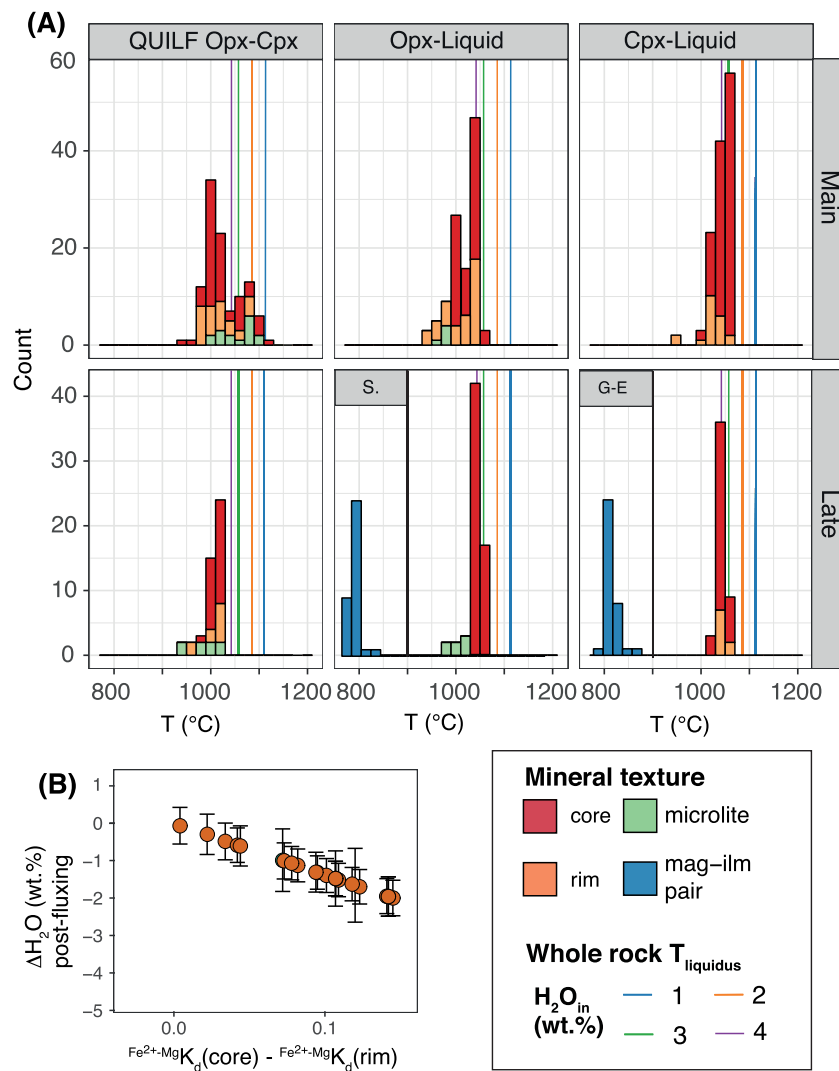 (A)
QUILF Opx-Cpx
Opx-Liquid
Cpx-Liquid
60
40
20
0
Main
Count
S.
G-E
40
30
20
10
0
Late
800 1000 1200
800 1000 1200
800 1000 1200
T (°C)
T (°C)
T (°C)
(B)
1
0
−1
−2
−3
−4
−5
ΔH₂O (wt.%)
post-fluxing
0.0
0.1
Fe²⁺-MgKd(core) - Fe²⁺-MgKd(rim)
Mineral texture
core
microlite
rim
mag−ilm
pair
Whole rock Tliquidus
H₂Oin
(wt.%)
1
2
3
4